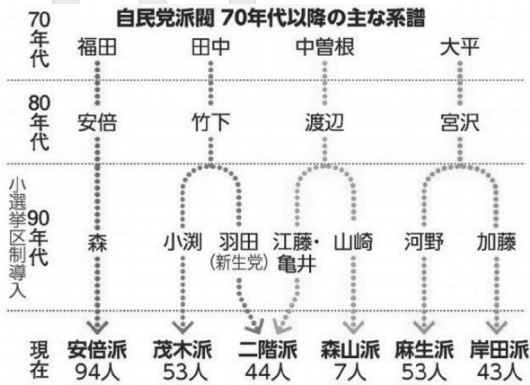 自民党派閥 70年代以降の主な系譜
70年代
福田 田中 中曽根 大平
80年代
安倍 竹下 渡辺 宮沢
小選挙区制導入
90年代
森 小渕 羽田 江藤・ 山崎 河野 加藤
(新生党) 亀井
現在
安倍派 茂木派 二階派 森山派 麻生派 岸田派
94人 53人 44人 7人 53人 43人